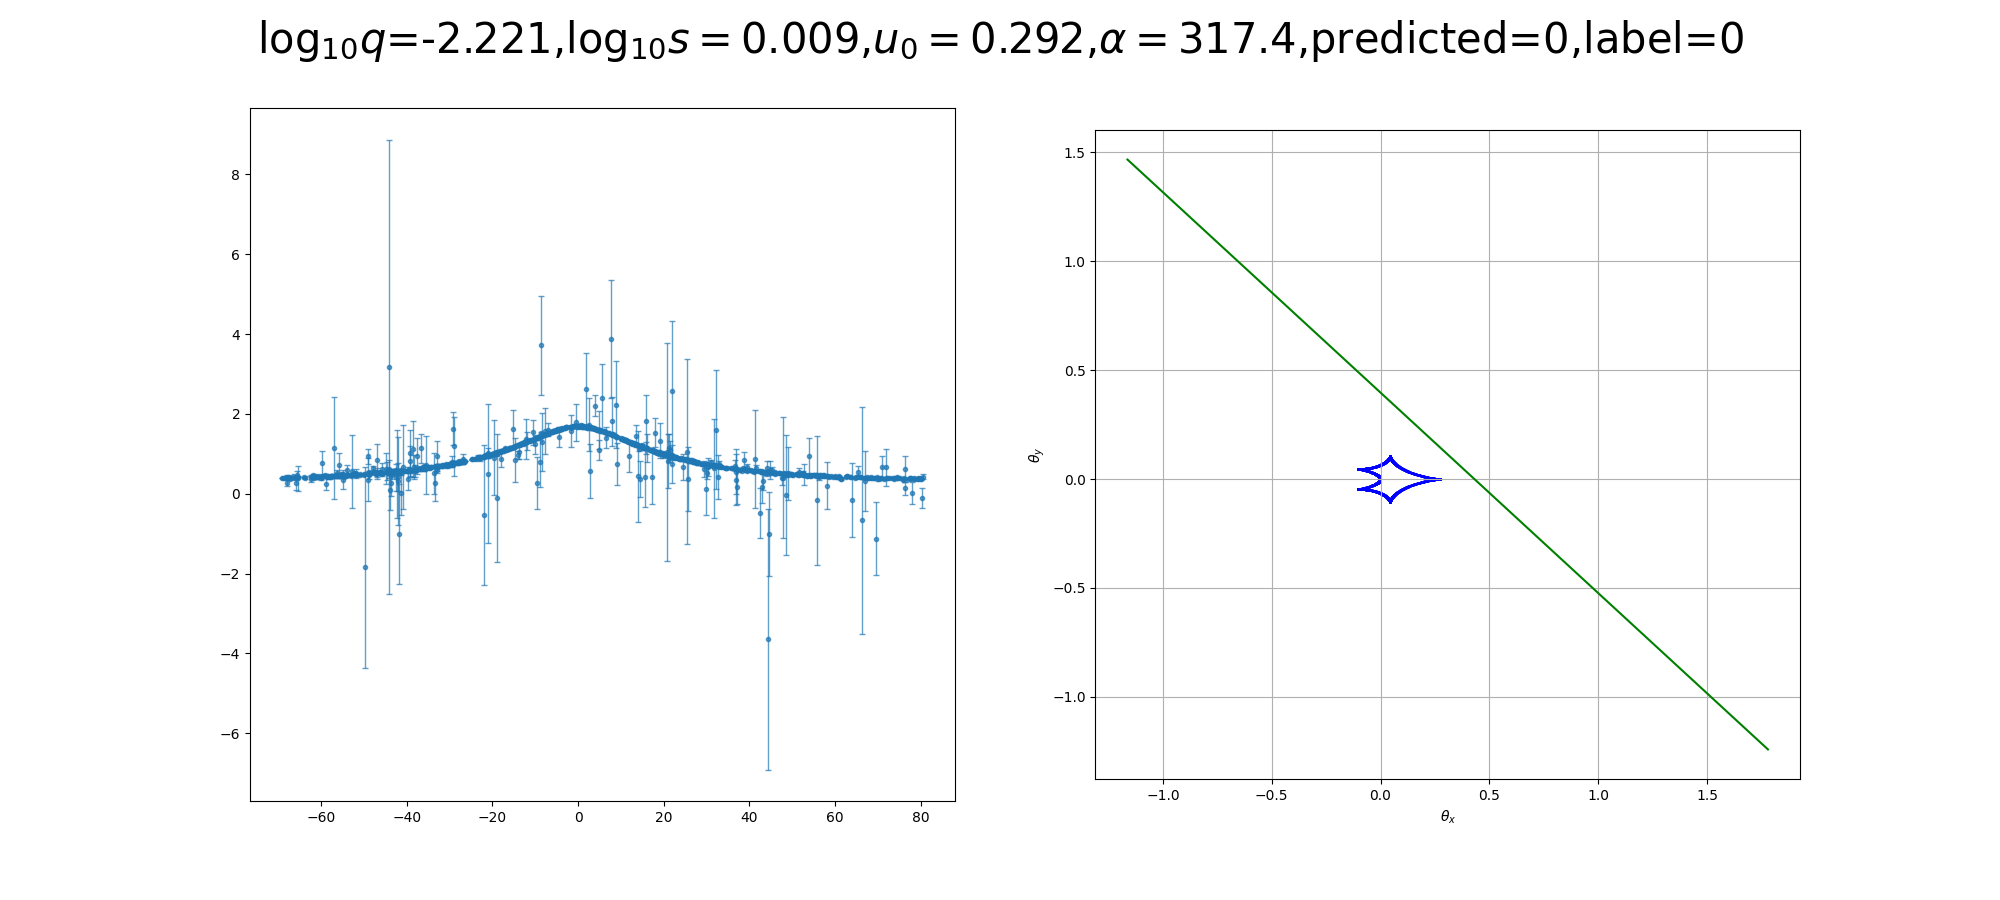 log₁₀q=-2.221,log₁₀s = 0.009,u₀ = 0.292,α = 317.4,predicted=0,label=0
8
6
4
2
0
−2
−4
−6
−60 −40 −20 0 20 40 60 80
1.5
1.0
0.5
0.0
−0.5
−1.0
θy
−1.0 −0.5 0.0 0.5 1.0 1.5
θx